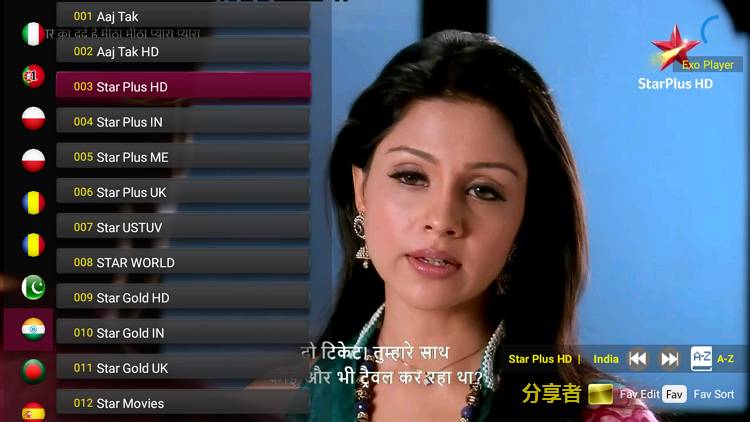 001 Aaj Tak
का दर्द है मीठा मीठा प्यारा प्यारा
002 Aaj Tak HD
003 Star Plus HD
004 Star Plus IN
005 Star Plus ME
006 Star Plus UK
007 Star USTUV
008 STAR WORLD
009 Star Gold HD
010 Star Gold IN
011 Star Gold UK
012 Star Movies
Exo Player
StarPlus HD
दो टिकेट। तुम्हारे साथ
और भी ट्रैवल कर रहा था?
Star Plus HD | India A-Z A-Z
分享者 Fav Edit Fav Fav Sort